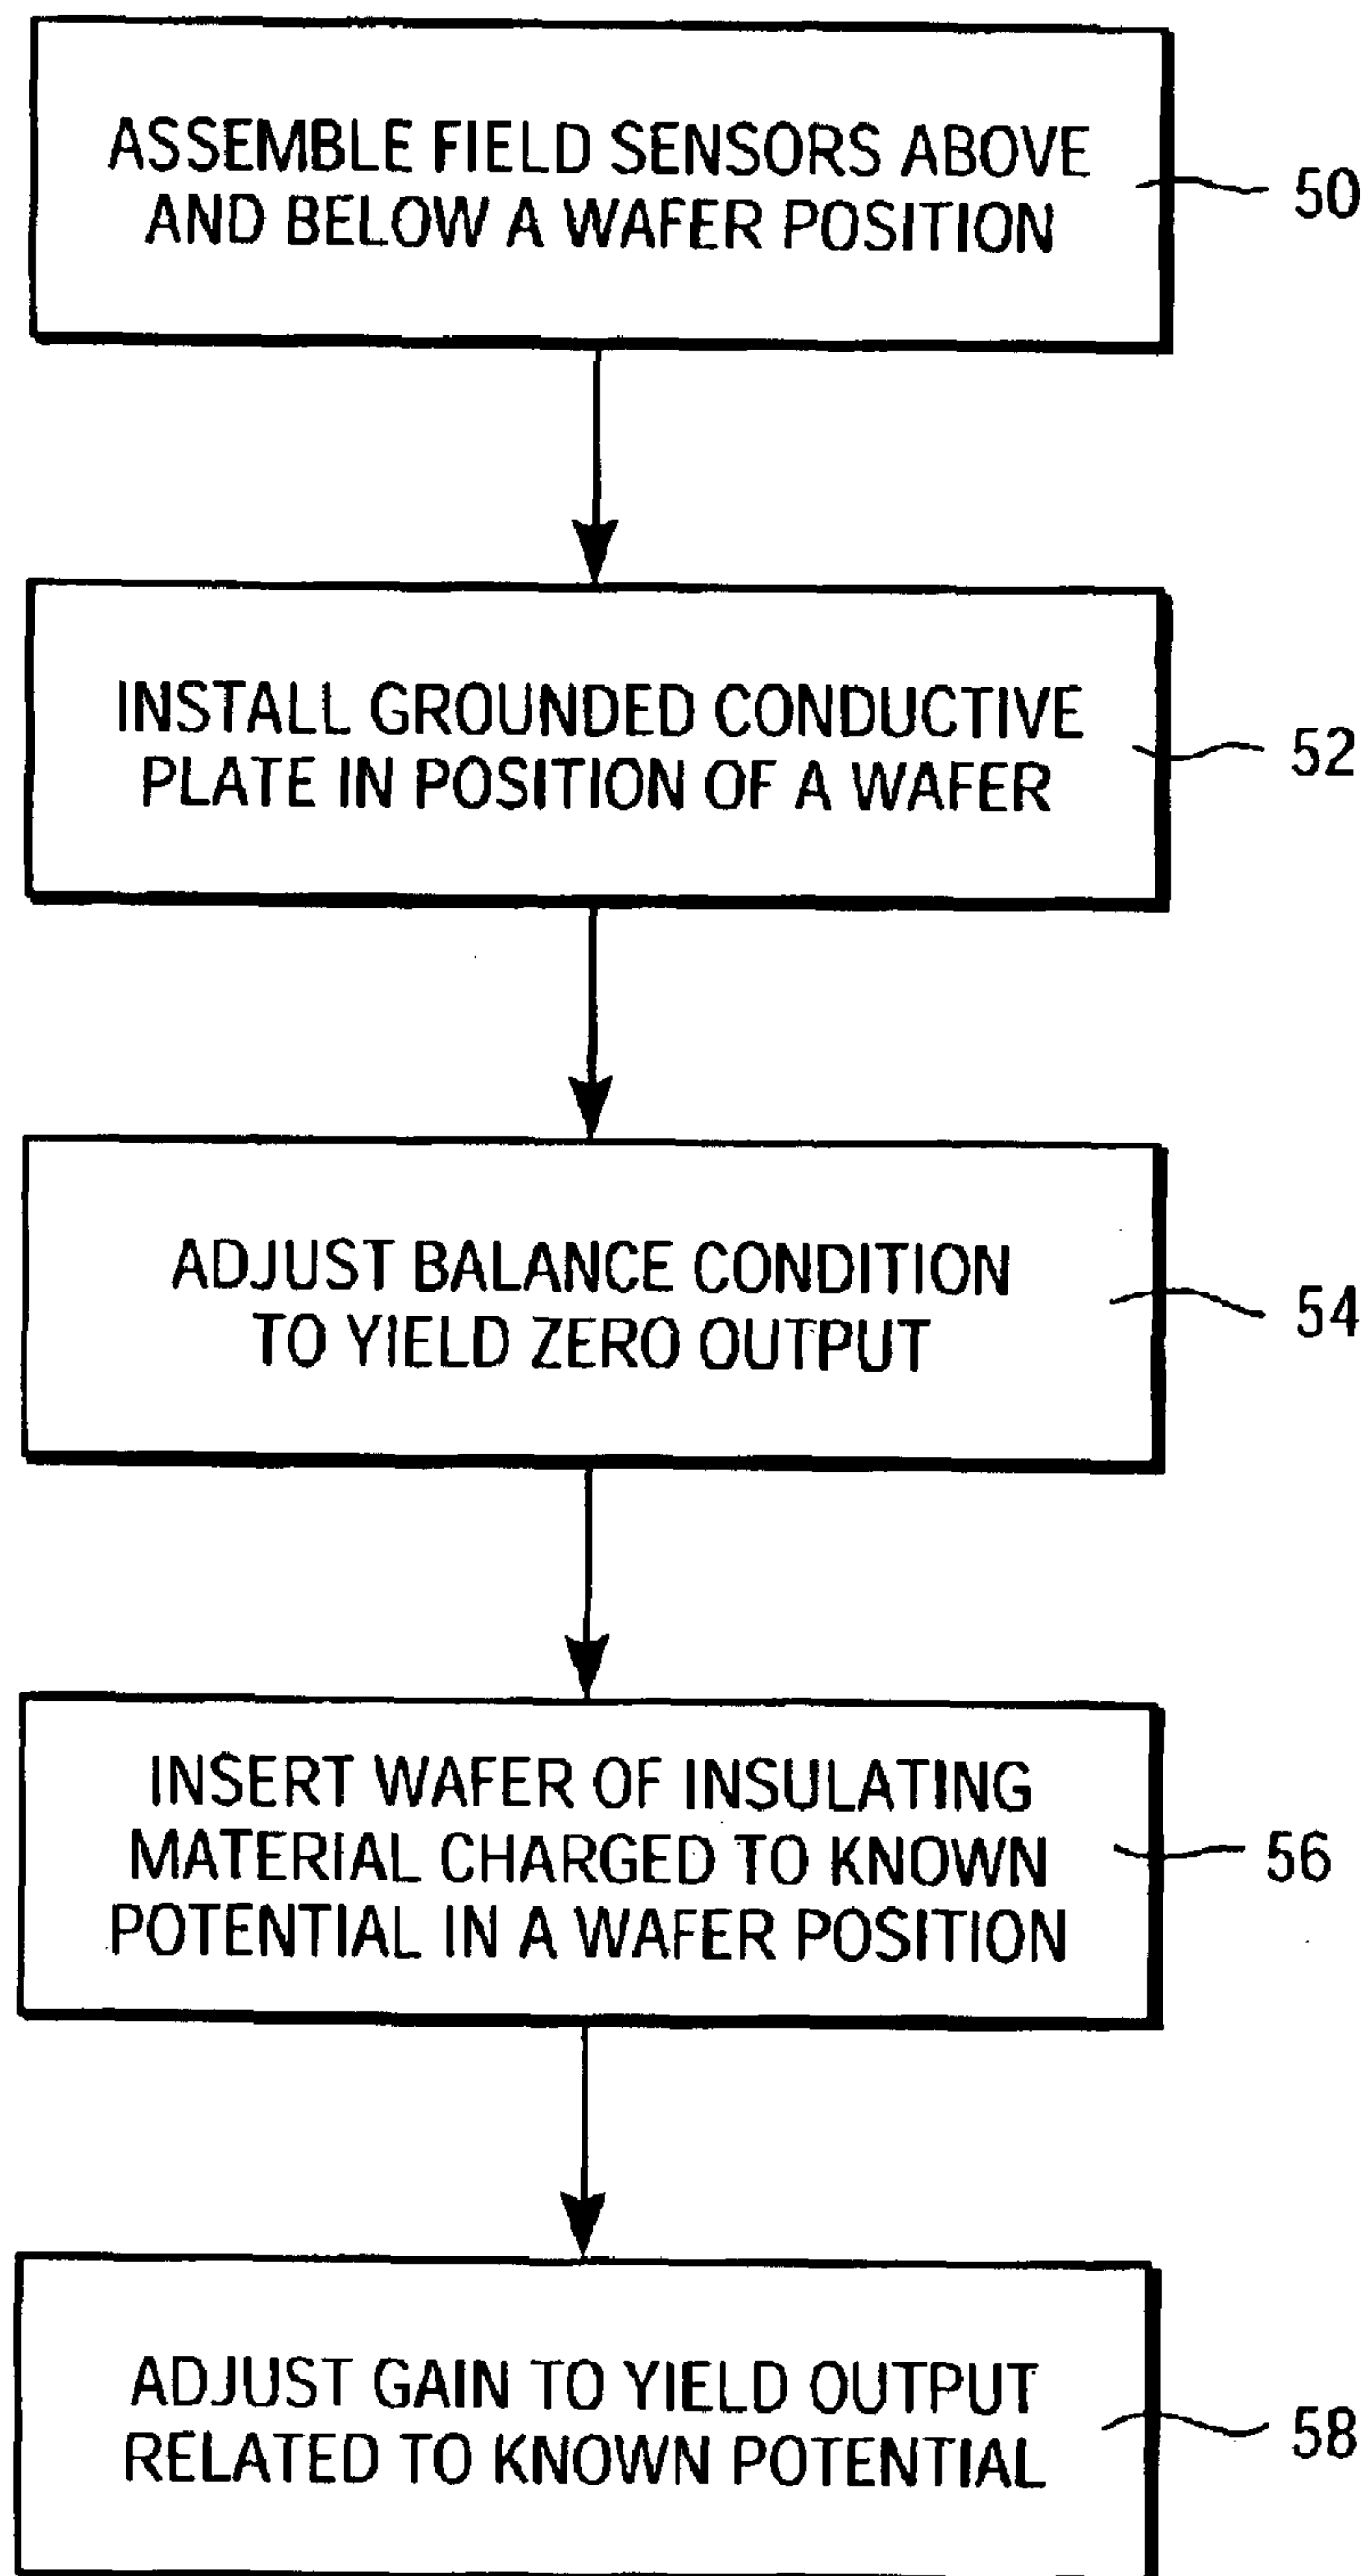 ASSEMBLE FIELD SENSORS ABOVE
AND BELOW A WAFER POSITION
50
INSTALL GROUNDED CONDUCTIVE
PLATE IN POSITION OF A WAFER
52
ADJUST BALANCE CONDITION
TO YIELD ZERO OUTPUT
54
INSERT WAFER OF INSULATING
MATERIAL CHARGED TO KNOWN
POTENTIAL IN A WAFER POSITION
56
ADJUST GAIN TO YIELD OUTPUT
RELATED TO KNOWN POTENTIAL
58